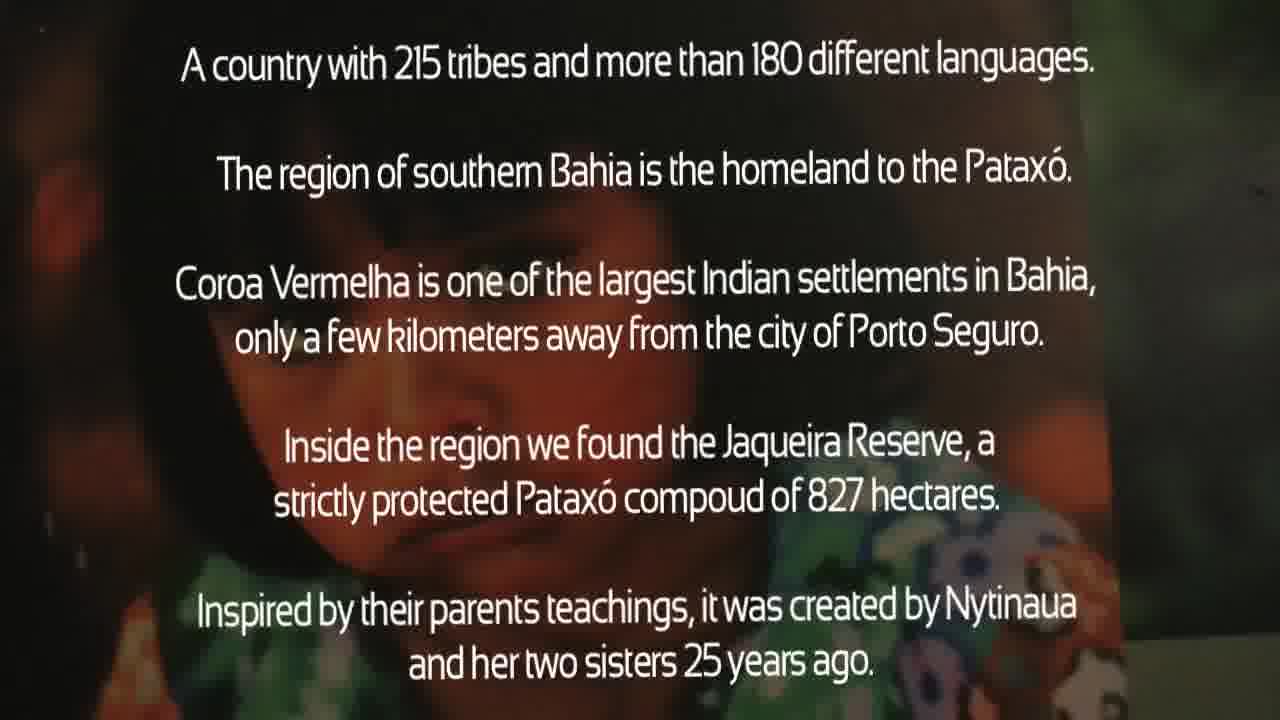 A country with 215 tribes and more than 180 different languages.
The region of southern Bahia is the homeland to the Pataxó.
Coroa Vermelha is one of the largest Indian settlements in Bahia,
only a few kilometers away from the city of Porto Seguro.
Inside the region we found the Jaqueira Reserve, a
strictly protected Pataxó compoud of 827 hectares.
Inspired by their parents teachings, it was created by Nytinaua
and her two sisters 25 years ago.